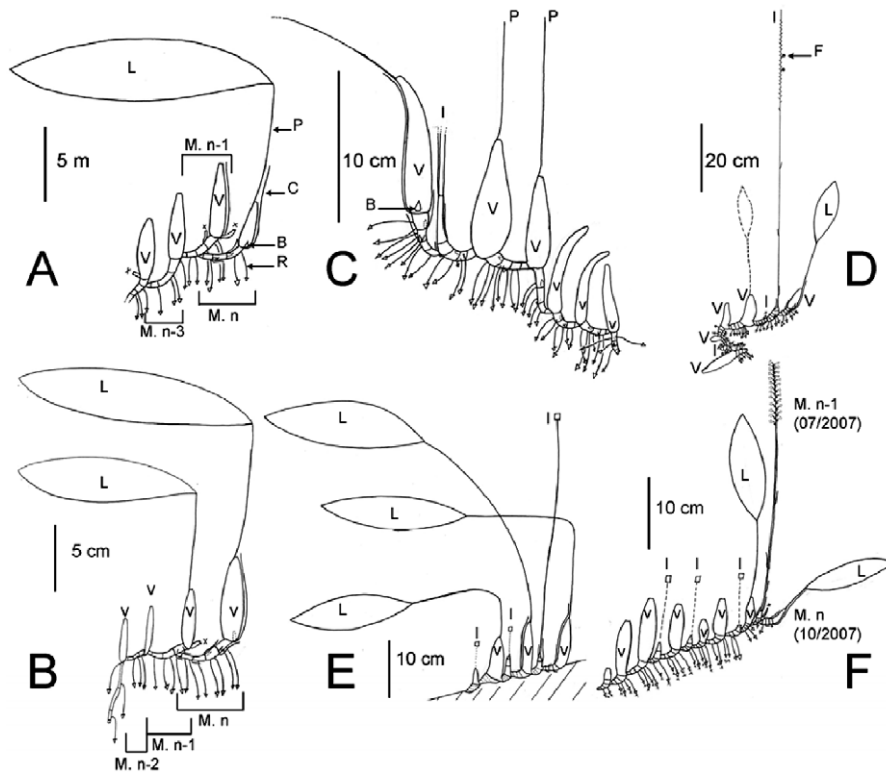 L
P
M. n-1
5 m
C
V
V
V
x
x
A
B
R
M. n
M. n-3
P P
10 cm
I
V
V
V
B
C
V
V
V
I
F
20 cm
L
D
V V I V
V
I
V
L
L
5 cm
V V V V
x
B
M. n
M. n-1
M. n-2
L
I
L
L
I I
V V V
10 cm
E
M. n-1
(07/2007)
L
10 cm
I I I
L
V V V V V V
M. n
(10/2007)
F